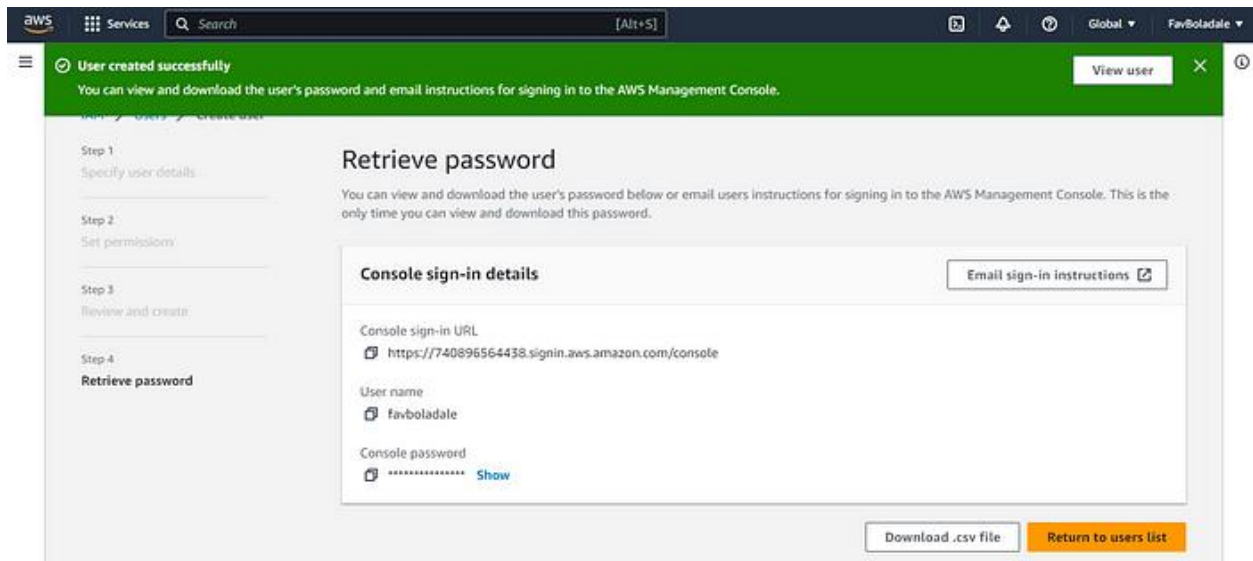 aws Services Search [Alt+S] Global FavBoladale
User created successfully
View user
You can view and download the user's password and email instructions for signing in to the AWS Management Console.
IAM > Users > Create user
Step 1
Specify user details
Step 2
Set permissions
Step 3
Review and create
Step 4
Retrieve password
Retrieve password
You can view and download the user's password below or email users instructions for signing in to the AWS Management Console. This is the
only time you can view and download this password.
Console sign-in details
Email sign-in instructions
Console sign-in URL
https://740896564438.signin.aws.amazon.com/console
User name
favboladale
Console password
*************** Show
Download .csv file
Return to users list